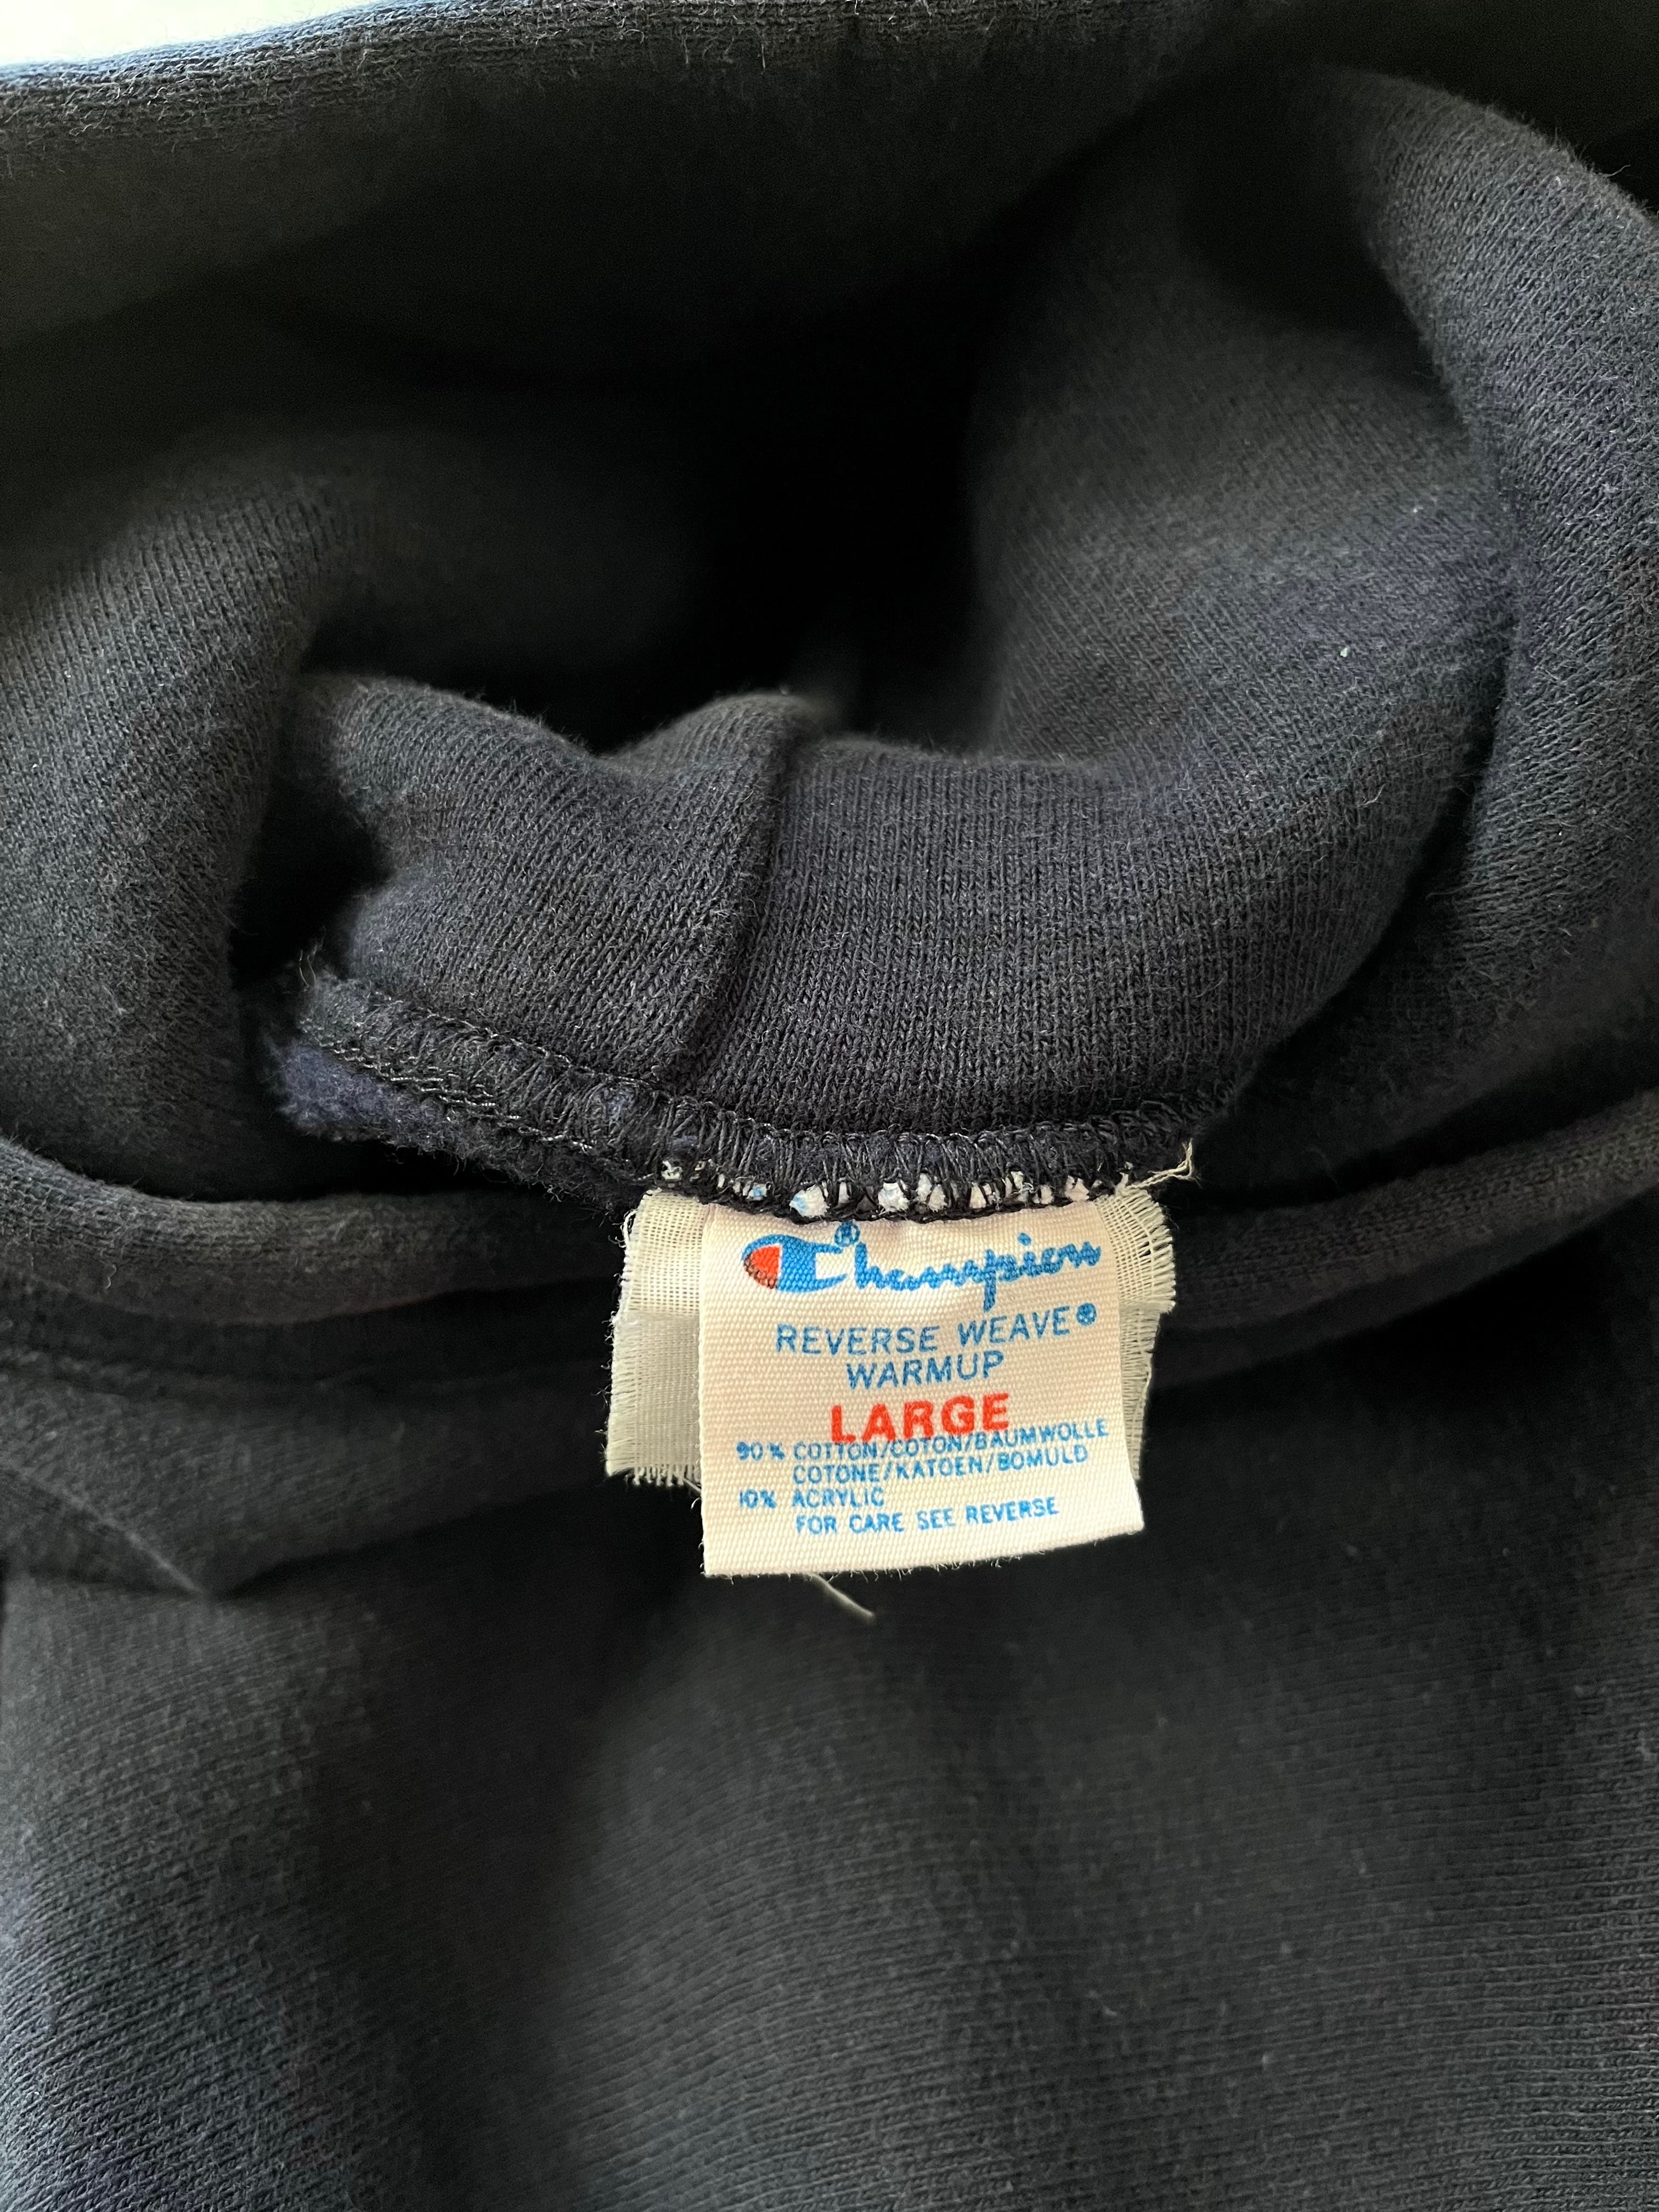 Champion®
REVERSE WEAVE®
WARMUP
LARGE
90% COTTON/COTON/BAUMWOLLE
COTONE/KATOEN/BOMULD
10% ACRYLIC
FOR CARE SEE REVERSE